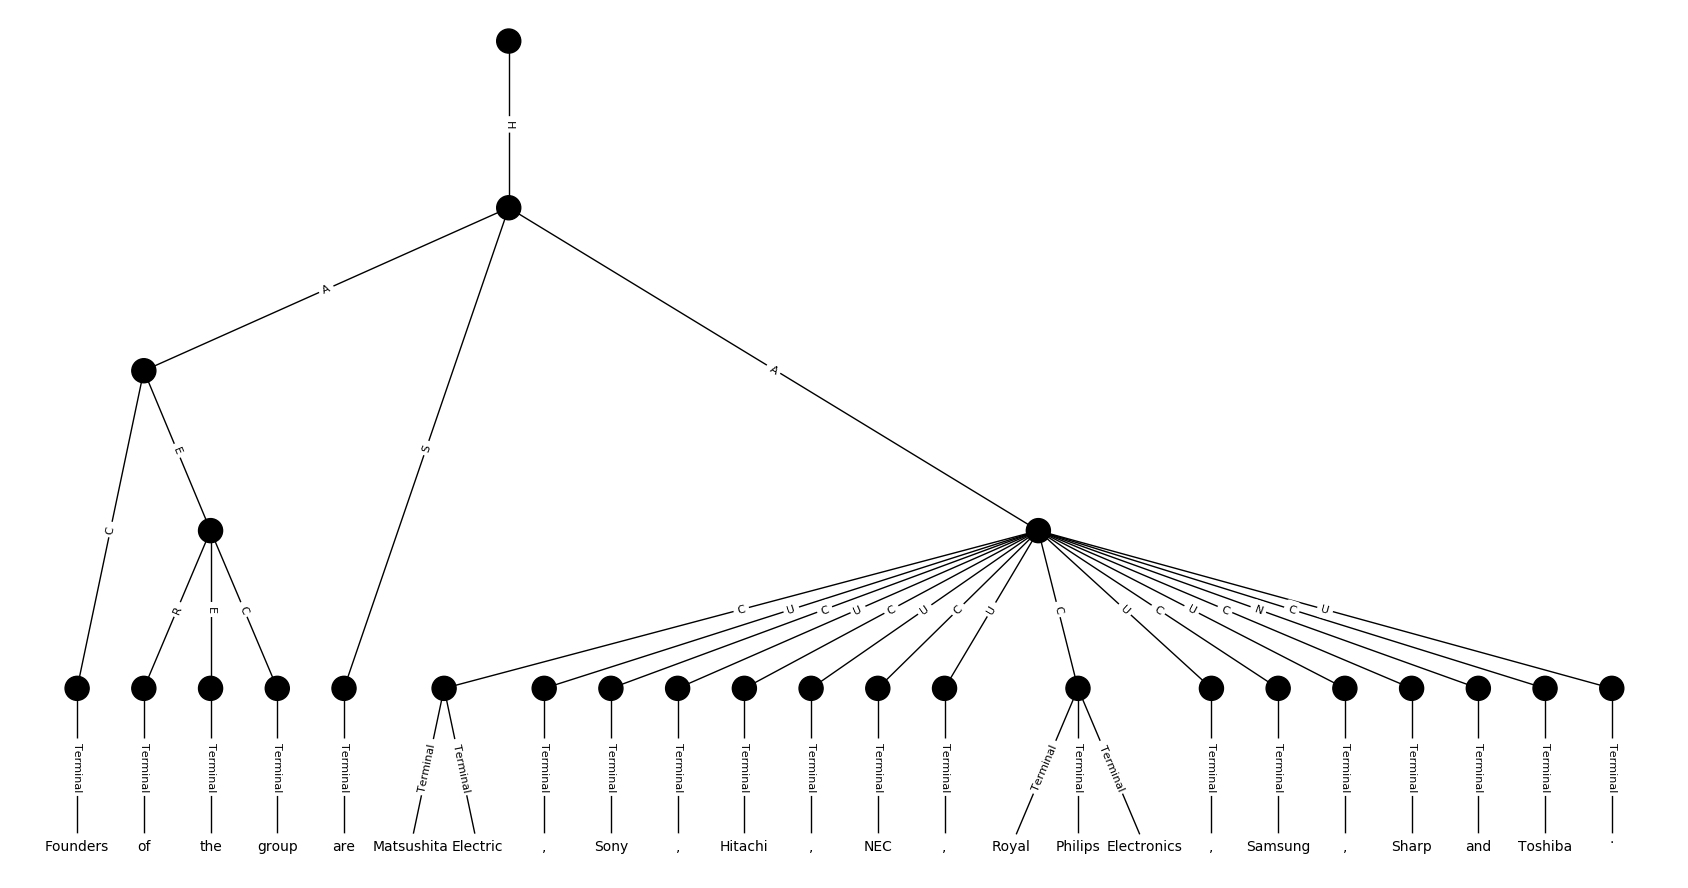 H
A
A
S
E
C
R E C
C U C U C U C U C U C U C N C U
Terminal Terminal Terminal Terminal Terminal Terminal Terminal Terminal Terminal Terminal Terminal Terminal Terminal Terminal Terminal Terminal Terminal Terminal Terminal Terminal Terminal Terminal Terminal
Founders of the group are Matsushita Electric , Sony , Hitachi , NEC , Royal Philips Electronics , Samsung , Sharp and Toshiba .